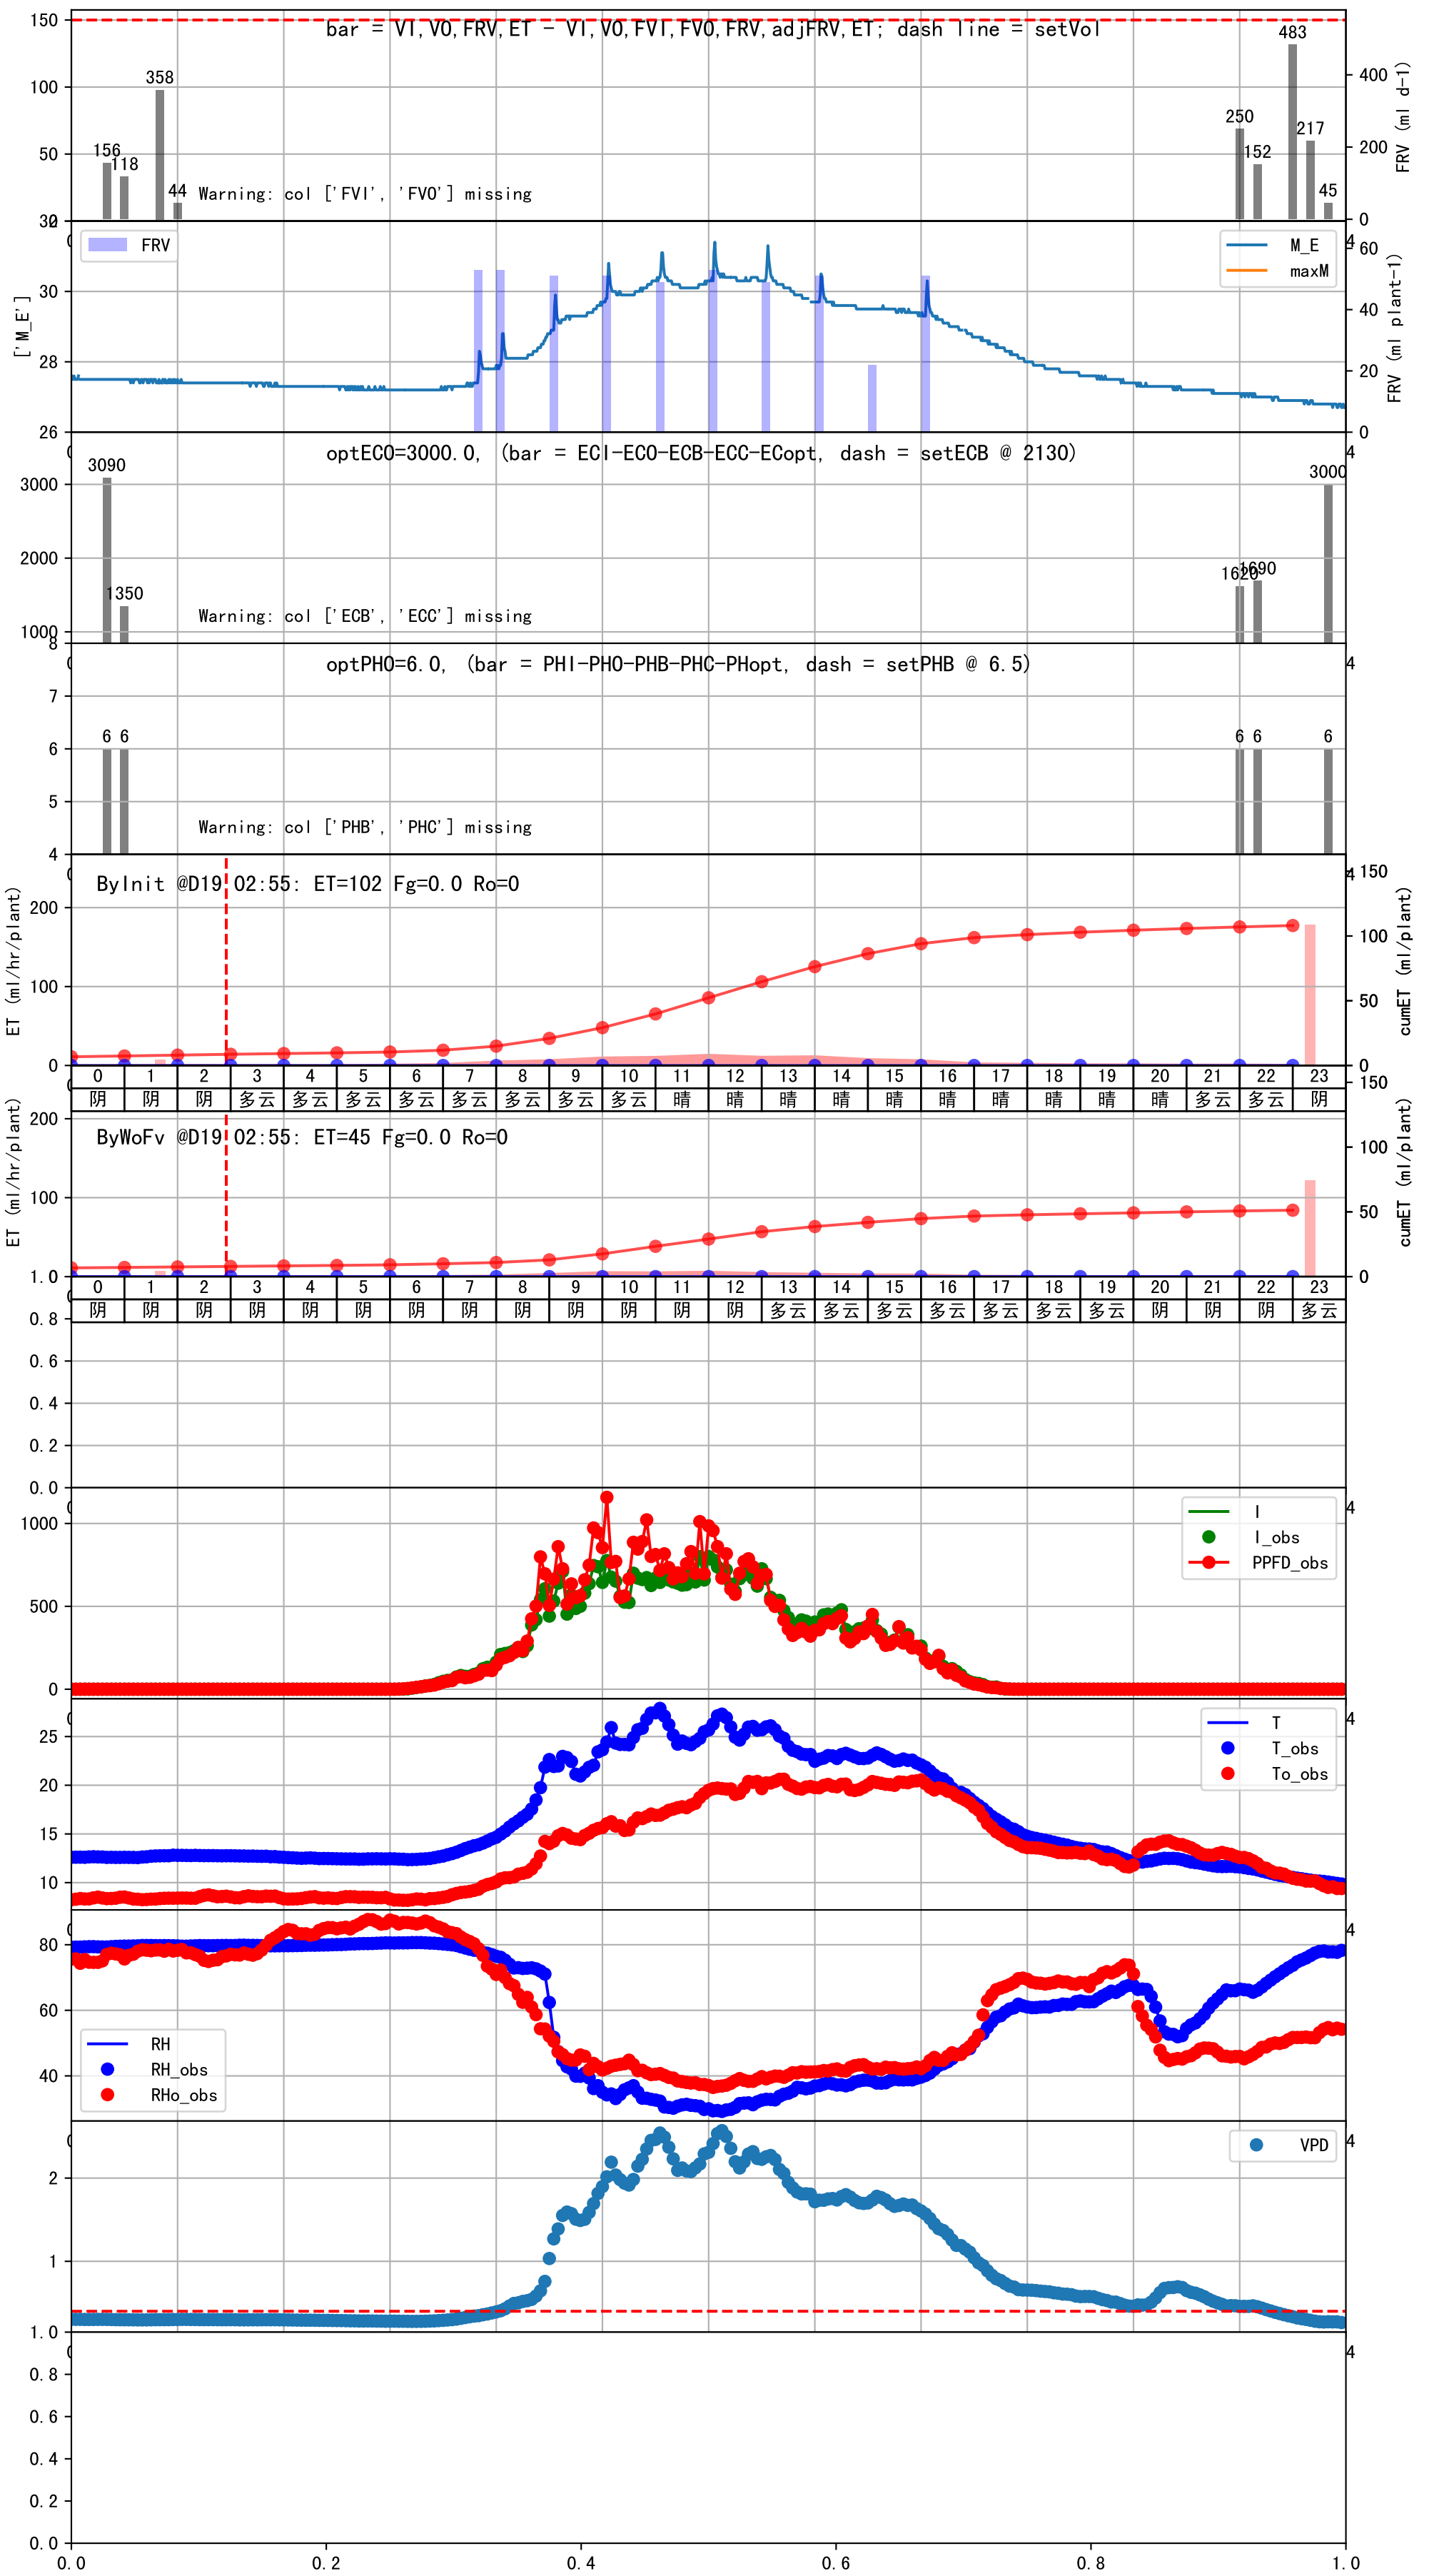 bar = VI,VO,FRV,ET - VI,VO,FVI,FVO,FRV,adjFRV,ET; dash line = setVol
150
100
50
156
118
358
44
250
152
483
217
45
400
200
0
FRV (ml d-1)
Warning: col ['FVI', 'FVO'] missing
FRV
M_E
maxM
30
28
26
['M_E']
60
40
20
0
FRV (ml plant-1)
4
optECO=3000.0, (bar = ECI-ECO-ECB-ECC-ECopt, dash = setECB @ 2130)
3090
1350
1620
1690
3000
3000
2000
1000
Warning: col ['ECB', 'ECC'] missing
4
optPHO=6.0, (bar = PHI-PHO-PHB-PHC-PHopt, dash = setPHB @ 6.5)
8
7
6
5
4
6 6
6 6
6
Warning: col ['PHB', 'PHC'] missing
4
ByInit @D19 02:55: ET=102 Fg=0.0 Ro=0
200
100
0
ET (ml/hr/plant)
150
100
50
0
cumET (ml/plant)
0 1 2 3 4 5 6 7 8 9 10 11 12 13 14 15 16 17 18 19 20 21 22 23
阴 阴 阴 多云 多云 多云 多云 多云 多云 多云 多云 晴 晴 晴 晴 晴 晴 晴 晴 晴 晴 多云 多云 阴
ByWoFv @D19 02:55: ET=45 Fg=0.0 Ro=0
200
100
ET (ml/hr/plant)
150
100
50
0
cumET (ml/plant)
0 1 2 3 4 5 6 7 8 9 10 11 12 13 14 15 16 17 18 19 20 21 22 23
阴 阴 阴 阴 阴 阴 阴 阴 阴 阴 阴 阴 阴 多云 多云 多云 多云 多云 多云 多云 阴 阴 阴 多云
1.0
0.8
0.6
0.4
0.2
0.0
4
1000
500
0
I
I_obs
PPFD_obs
4
25
20
15
10
T
T_obs
To_obs
4
80
60
40
RH
RH_obs
RHo_obs
4
2
1
VPD
4
1.0
0.8
0.6
0.4
0.2
0.0
0.0 0.2 0.4 0.6 0.8 1.0